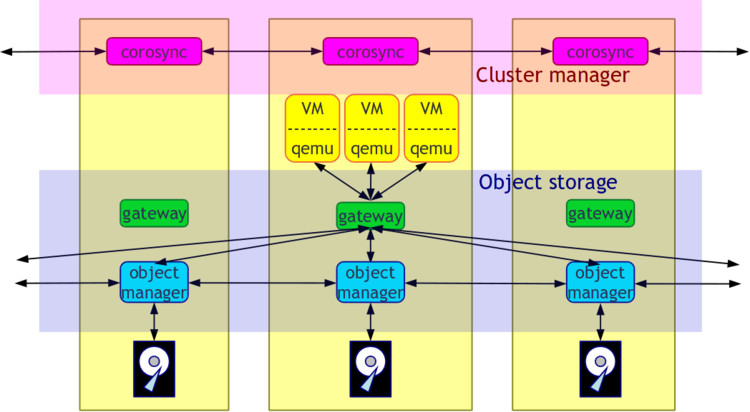 corosync
corosync
corosync
Cluster manager
VM
VM
VM
qemu
qemu
qemu
Object storage
gateway
gateway
gateway
object
manager
object
manager
object
manager